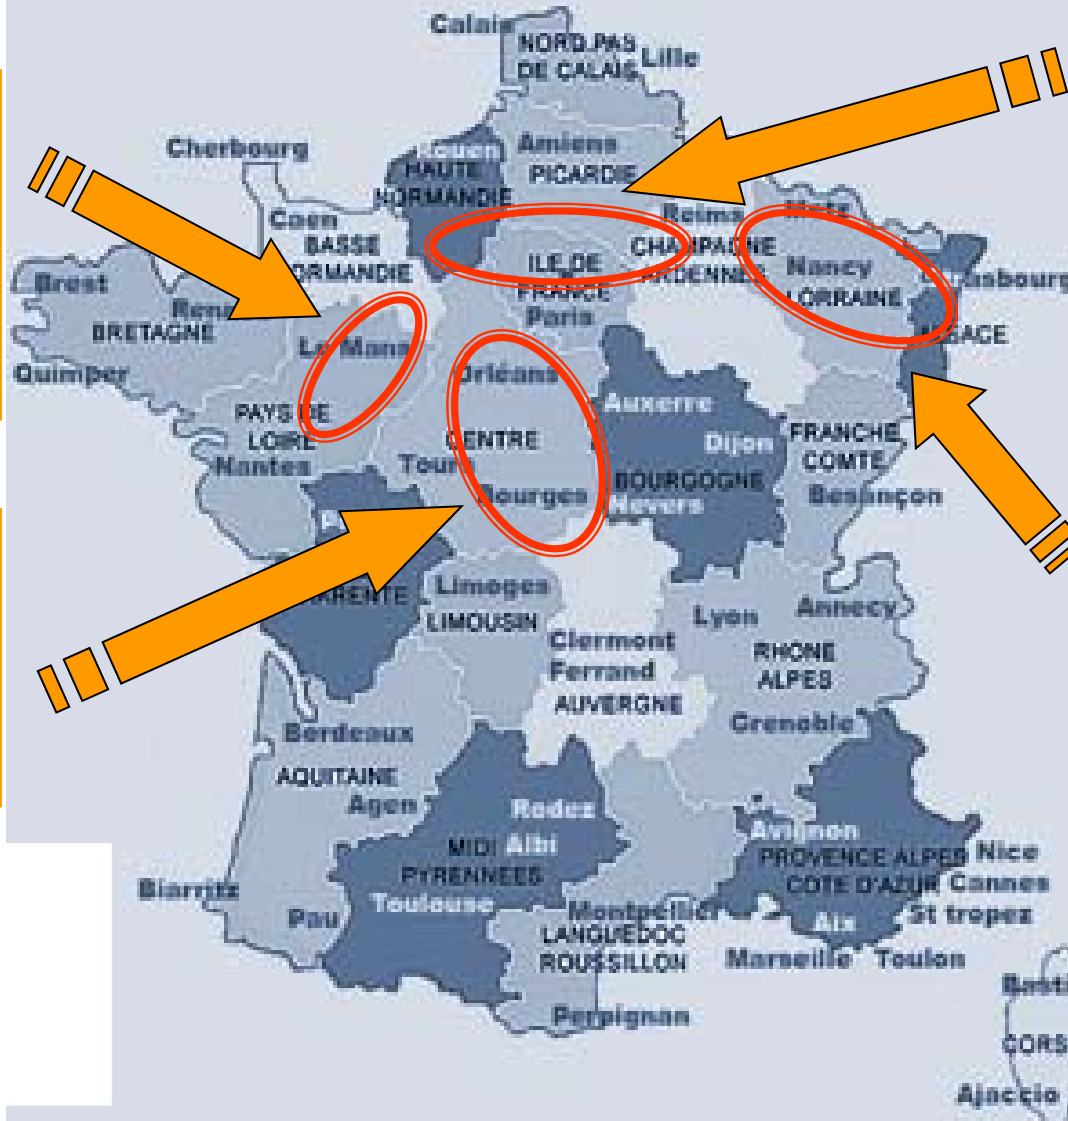 Calais
NORD.PAS
DE CALAIS
Lille
Cherbourg
Amiens
PICARDIE
HAUTE
NORMANDIE
Caen
BASSE
Reims
Metz
CHAMPAGNE
ILE DE
FRANCE
Paris
Nancy
LORRAINE
Brest
BRETAGNE
Le Mans
Quimper
Orléans
Auxerre
PAYS DE
LOIRE
CENTRE
Dijon
FRANCHE
COMTE
Nantes
Tours
Bourges
BOURGOGNE
Nevers
Besançon
Limoges
LIMOUSIN
Lyon
Annecy
Clermont
Ferrand
RHONE
ALPES
AUVERGNE
Grenoble
Bordeaux
AQUITAINE
Agen
Rodez
Albi
Avignon
MIDI
PYRENNEES
PROVENCE ALPES
COTE D'AZUR
Nice
Cannes
Biarritz
Pau
Toulouse
Montpellier
Aix
St tropez
LANGUEDOC
ROUSSILLON
Marseille
Toulon
Perpignan
Ajaccio